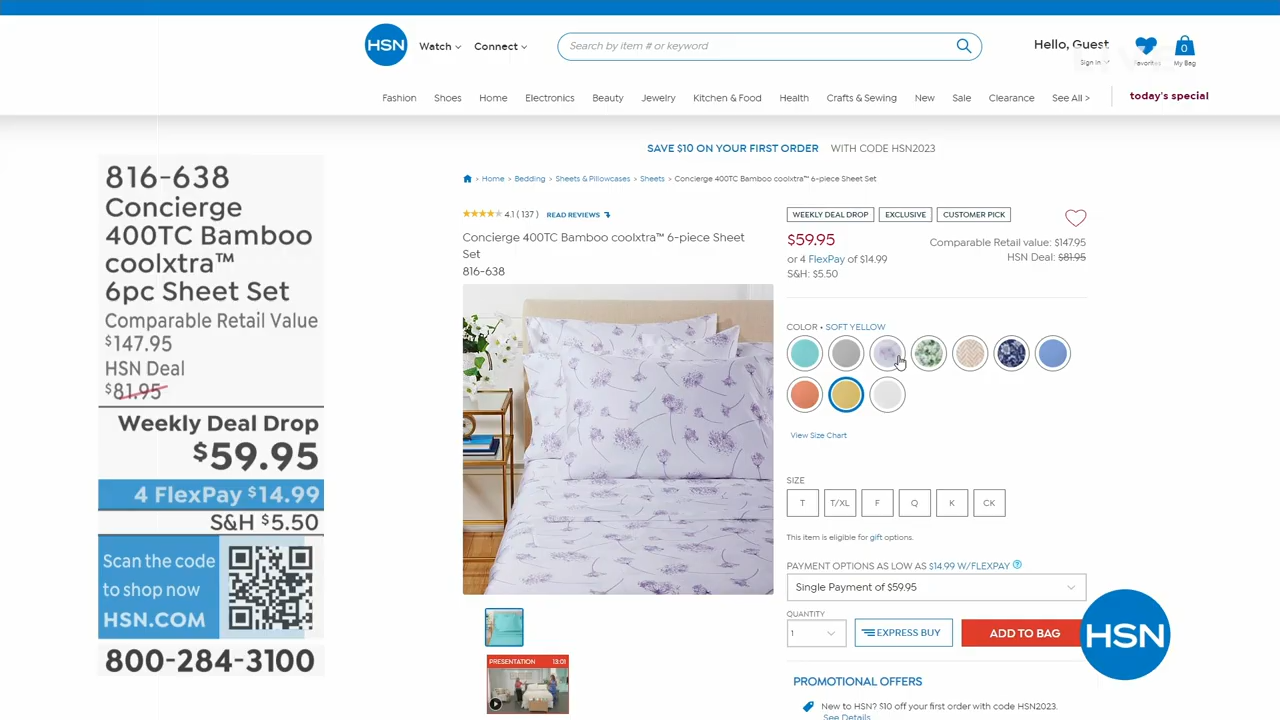 HSN
Watch
Connect
Search by item # or keyword
Hello, Guest
Sign In
Favorites
0
My Bag
Fashion
Shoes
Home
Electronics
Beauty
Jewelry
Kitchen & Food
Health
Crafts & Sewing
New
Sale
Clearance
See All >
today's special
SAVE $10 ON YOUR FIRST ORDER WITH CODE HSN2023
Home > Bedding > Sheets & Pillowcases > Sheets > Concierge 400TC Bamboo coolxtra™ 6-piece Sheet Set
816-638
Concierge
400TC Bamboo
coolxtra™
6pc Sheet Set
Comparable Retail Value
$147.95
HSN Deal
$81.95
Weekly Deal Drop
$59.95
4 FlexPay $14.99
S&H $5.50
Scan the code
to shop now
HSN.COM
800-284-3100
4.1 ( 137 ) READ REVIEWS
Concierge 400TC Bamboo coolxtra™ 6-piece Sheet
Set
816-638
PRESENTATION 13:01
WEEKLY DEAL DROP
EXCLUSIVE
CUSTOMER PICK
$59.95
Comparable Retail value: $147.95
or 4 FlexPay of $14.99
HSN Deal: $81.95
S&H: $5.50
COLOR • SOFT YELLOW
View Size Chart
SIZE
T
T/XL
F
Q
K
CK
This item is eligible for gift options.
PAYMENT OPTIONS AS LOW AS $14.99 W/FLEXPAY
Single Payment of $59.95
QUANTITY
1
EXPRESS BUY
ADD TO BAG
HSN
PROMOTIONAL OFFERS
New to HSN? $10 off your first order with code HSN2023.
See Details